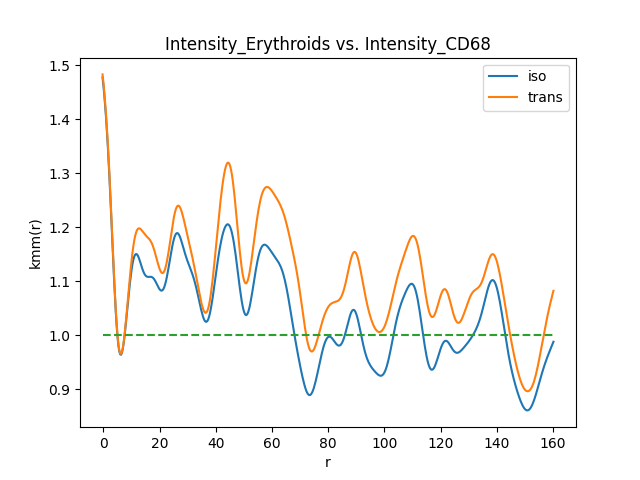 Intensity_Erythroids vs. Intensity_CD68
iso
trans
kmm(r)
1.5
1.4
1.3
1.2
1.1
1.0
0.9
0 20 40 60 80 100 120 140 160
r